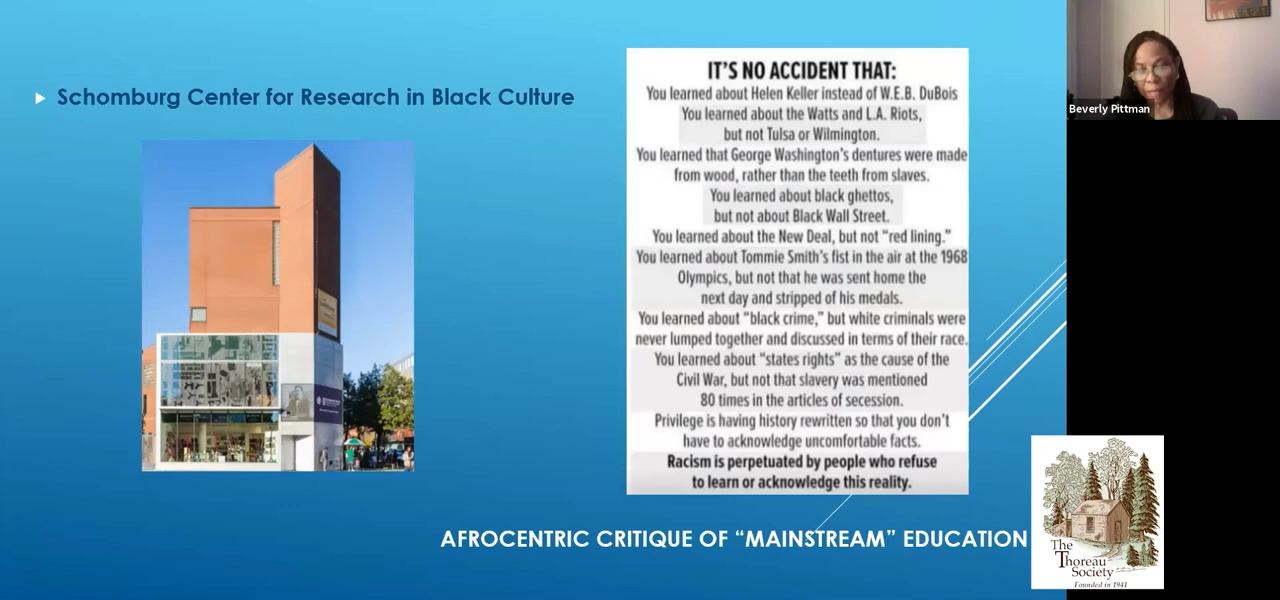 Schomburg Center for Research in Black Culture
IT'S NO ACCIDENT THAT:
You learned about Helen Keller instead of W.E.B. DuBois
You learned about the Watts and L.A. Riots,
but not Tulsa or Wilmington.
You learned that George Washington's dentures were made
from wood, rather than the teeth from slaves.
You learned about black ghettos,
but not about Black Wall Street.
You learned about the New Deal, but not “red lining.”
You learned about Tommie Smith's fist in the air at the 1968
Olympics, but not that he was sent home the
next day and stripped of his medals.
You learned about “black crime,” but white criminals were
never lumped together and discussed in terms of their race.
You learned about “states rights” as the cause of the
Civil War, but not that slavery was mentioned
80 times in the articles of secession.
Privilege is having history rewritten so that you don't
have to acknowledge uncomfortable facts.
Racism is perpetuated by people who refuse
to learn or acknowledge this reality.
AFROCENTRIC CRITIQUE OF “MAINSTREAM” EDUCATION
Beverly Pittman
The
Thoreau
Society
Founded in 1941